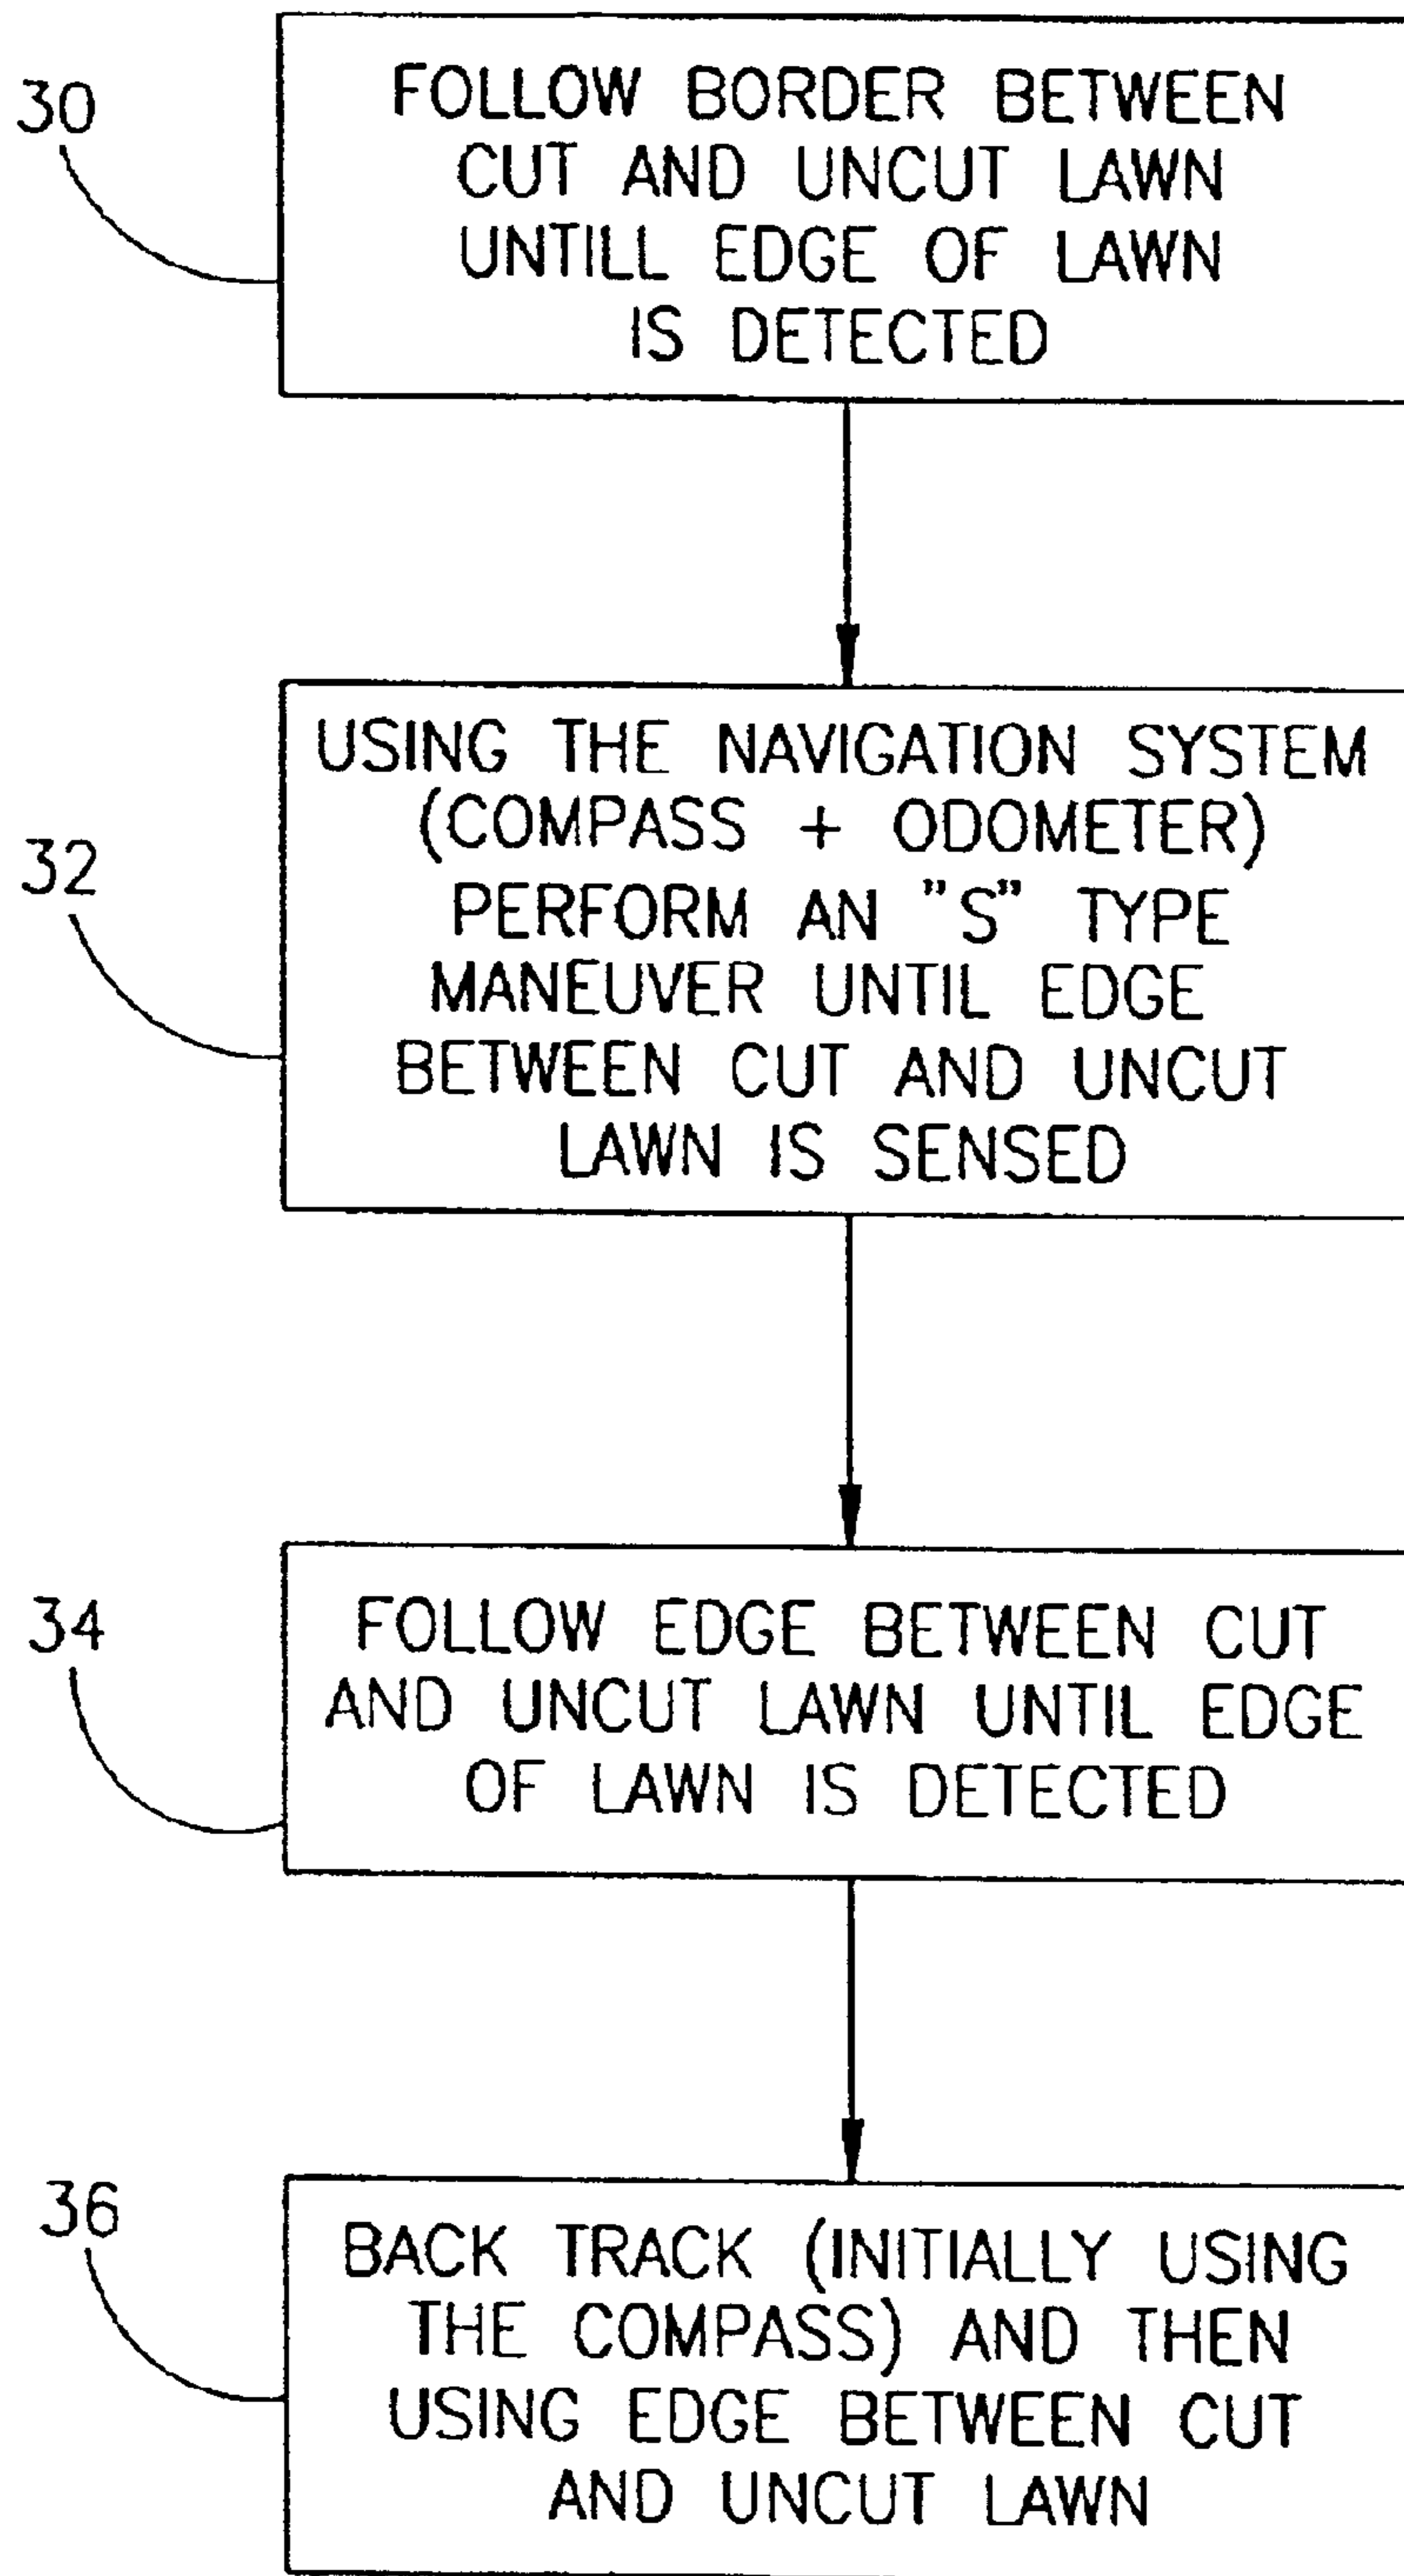 30
FOLLOW BORDER BETWEEN
CUT AND UNCUT LAWN
UNTILL EDGE OF LAWN
IS DETECTED
32
USING THE NAVIGATION SYSTEM
(COMPASS + ODOMETER)
PERFORM AN "S" TYPE
MANEUVER UNTIL EDGE
BETWEEN CUT AND UNCUT
LAWN IS SENSED
34
FOLLOW EDGE BETWEEN CUT
AND UNCUT LAWN UNTIL EDGE
OF LAWN IS DETECTED
36
BACK TRACK (INITIALLY USING
THE COMPASS) AND THEN
USING EDGE BETWEEN CUT
AND UNCUT LAWN